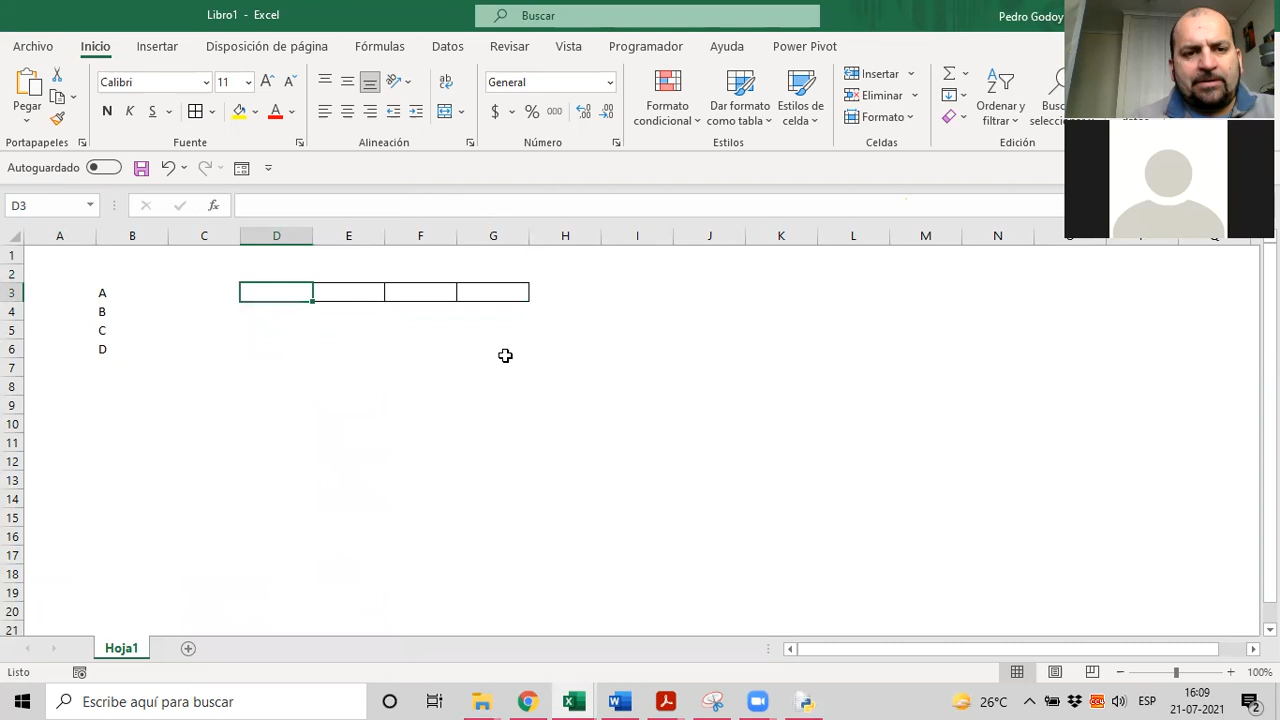 Libro1 - Excel
Buscar
Pedro Godoy
Archivo Inicio Insertar Disposición de página Fórmulas Datos Revisar Vista Programador Ayuda Power Pivot
Pegar
Calibri 11
N K S
General
$ % 000
Formato condicional
Dar formato como tabla
Estilos de celda
Insertar
Eliminar
Formato
Ordenar y filtrar
Portapapeles Fuente Alineación Número Estilos Celdas Edición
Autoguardado
D3
fx
A B C D E F G H I J K L M N
1
2
3 A
4 B
5 C
6 D
7
8
9
10
11
12
13
14
15
16
17
18
19
20
21
Hoja1
Listo
100%
Escribe aquí para buscar
26°C
ESP
16:09
21-07-2021
2